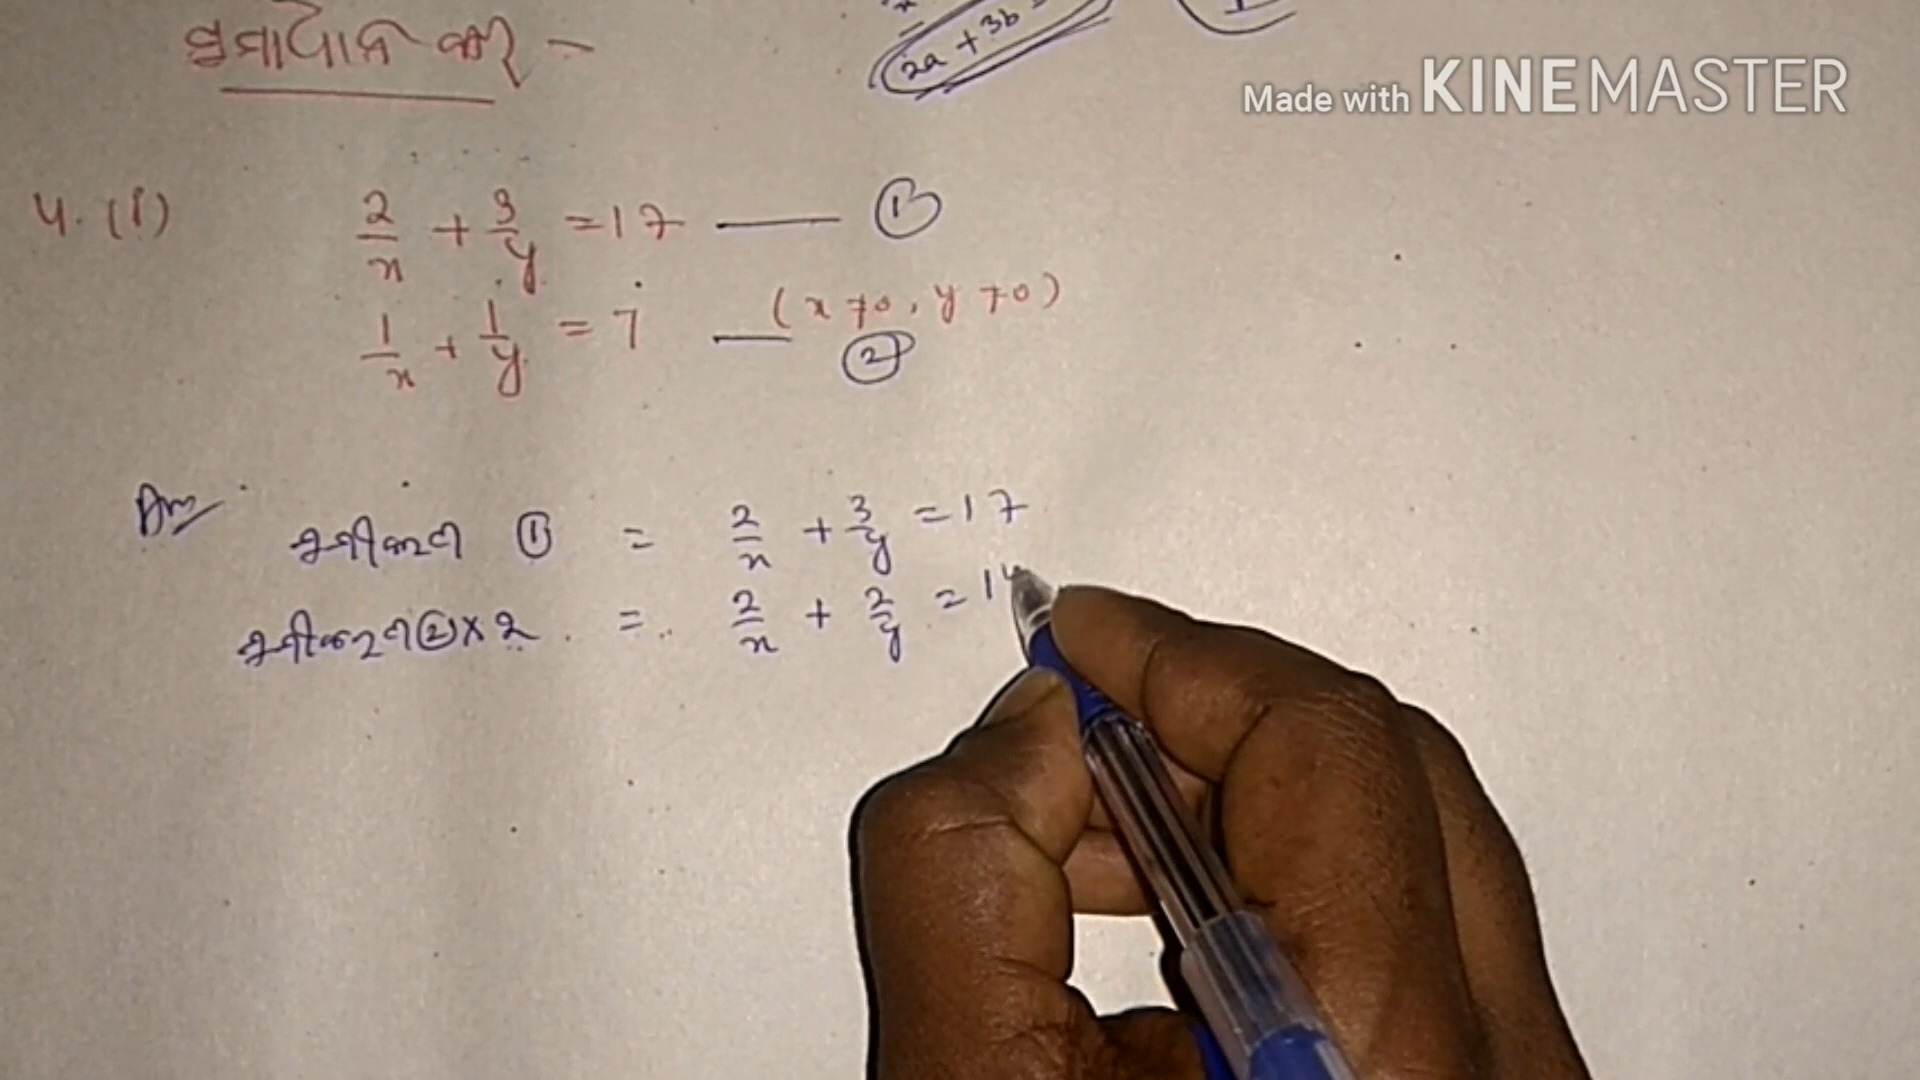 2a + 3b
Made with KINEMASTER
ସମାଧାନ କର -
4. (i) 2/x + 3/y = 17 —— ①
1/x + 1/y = 7 —— ② (x ≠ 0, y ≠ 0)
Ans
ସମୀକରଣ ① = 2/x + 3/y = 17
ସମୀକରଣ ② × 2 = 2/x + 2/y = 14